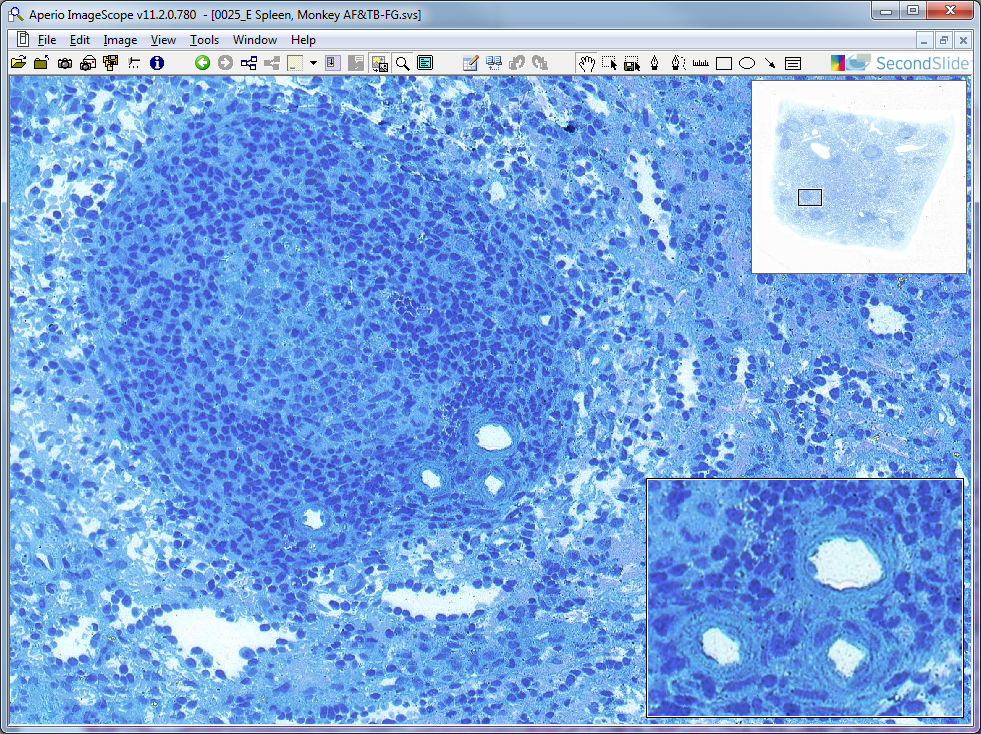 Aperio ImageScope v11.2.0.780 - [0025_E Spleen, Monkey AF&TB-FG.svs]
File Edit Image View Tools Window Help
SecondSlide